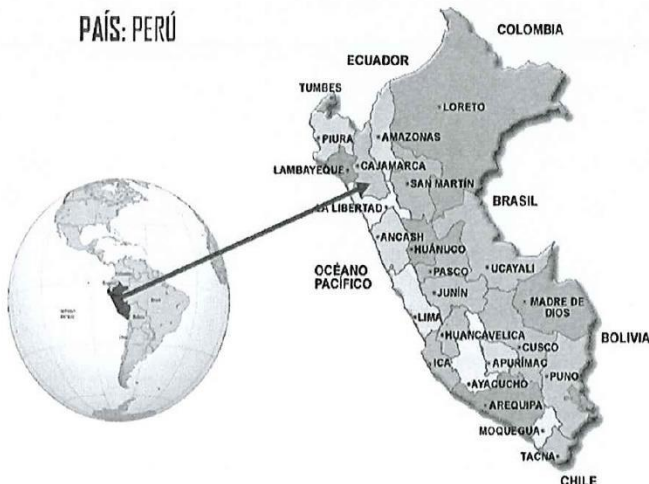 PAÍS: PERÚ
COLOMBIA
ECUADOR
TUMBES
LORETO
PIURA
AMAZONAS
LAMBAYEQUE
CAJAMARCA
SAN MARTÍN
BRASIL
LA LIBERTAD
ANCASH
HUÁNUCO
OCÉANO
PACÍFICO
PASCO
UCAYALI
JUNÍN
MADRE DE
DIOS
LIMA
HUANCAVELICA
BOLIVIA
CUSCO
ICA
APURÍMAC
PUNO
AYACUCHO
AREQUIPA
MOQUEGUA
TACNA
CHILE